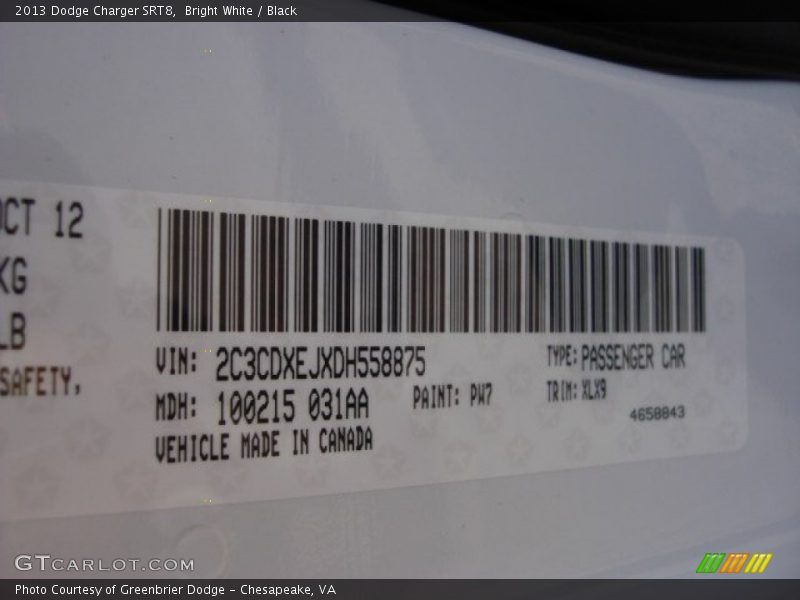 2013 Dodge Charger SRT8,  Bright White / Black
OCT 12
KG
LB
SAFETY.
VIN: 2C3CDXEJXDH558875
TYPE: PASSENGER CAR
MDH: 100215 031AA
PAINT: PW7
TRIM: XLX9
4658843
VEHICLE MADE IN CANADA
GTCARLOT.COM
Photo Courtesy of Greenbrier Dodge – Chesapeake, VA